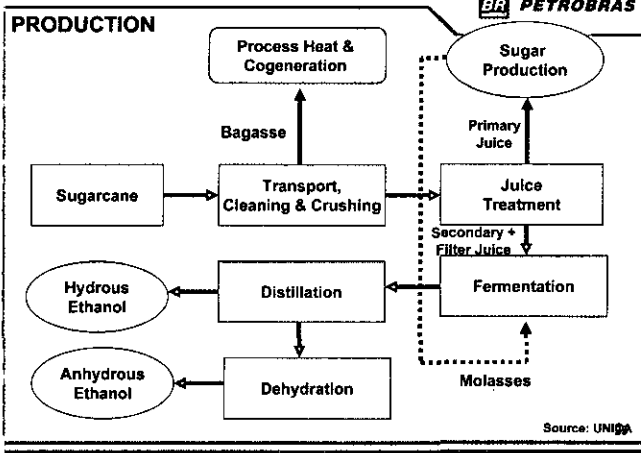 BR PETROBRAS
PRODUCTION
Process Heat &
Cogeneration
Sugar
Production
Bagasse
Primary
Juice
Sugarcane
Transport,
Cleaning & Crushing
Juice
Treatment
Secondary +
Filter Juice
Hydrous
Ethanol
Distillation
Fermentation
Anhydrous
Ethanol
Dehydration
Molasses
Source: